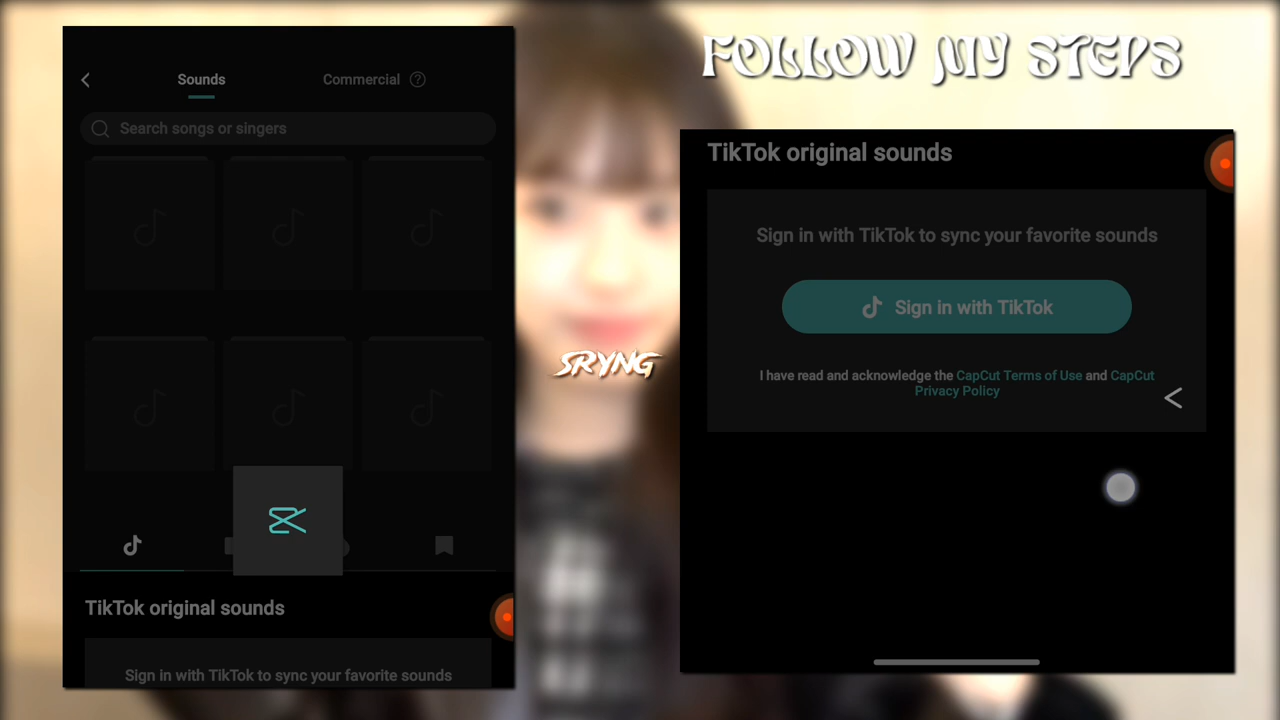 FOLLOW MY STEPS
Sounds
Commercial ?
Search songs or singers
TikTok original sounds
Sign in with TikTok to sync your favorite sounds
SRYNG
TikTok original sounds
Sign in with TikTok to sync your favorite sounds
Sign in with TikTok
I have read and acknowledge the CapCut Terms of Use and CapCut
Privacy Policy